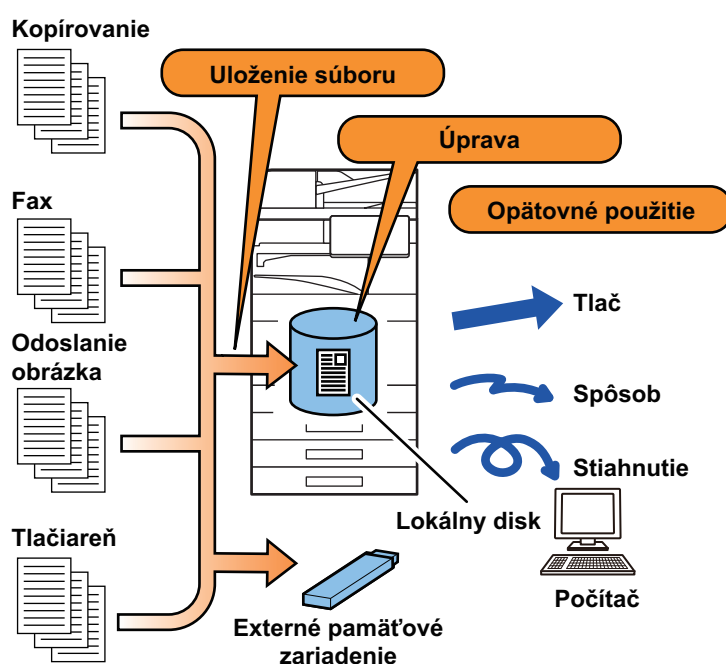 Kopírovanie
Uloženie súboru
Úprava
Fax
Opätovné použitie
Tlač
Odoslanie
obrázka
Spôsob
Stiahnutie
Lokálny disk
Tlačiareň
Počítač
Externé pamäťové
zariadenie